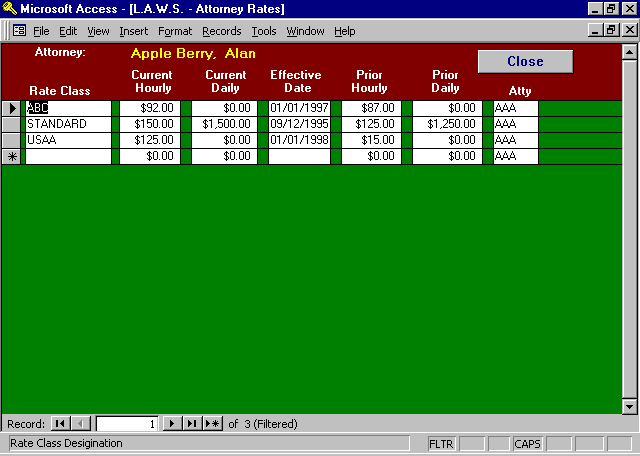 Microsoft Access - [L.A.W.S. - Attorney Rates]
File Edit View Insert Format Records Tools Window Help
Attorney: Apple Berry, Alan Close
Rate Class Current Hourly Current Daily Effective Date Prior Hourly Prior Daily Atty
ABC $92.00 $0.00 01/01/1997 $87.00 $0.00 AAA
STANDARD $150.00 $1,500.00 09/12/1995 $125.00 $1,250.00 AAA
USAA $125.00 $0.00 01/01/1998 $15.00 $0.00 AAA
$0.00 $0.00 $0.00 $0.00 AAA
Record: 1 of 3 (Filtered)
Rate Class Desigination FLTR CAPS